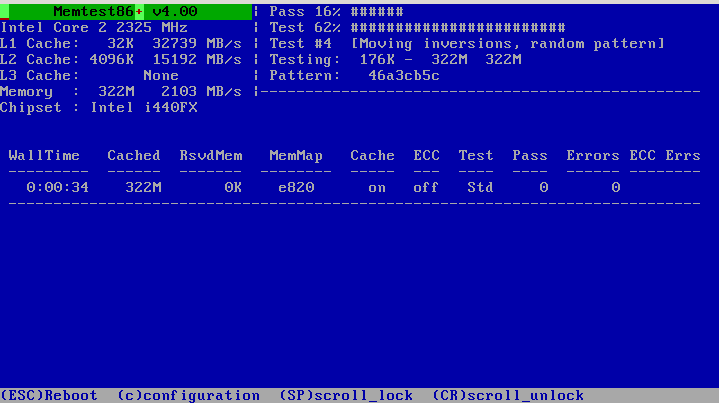 Memtest86+ v4.00 | Pass 16% ######
Intel Core 2 2325 MHz | Test 62% ########################
L1 Cache: 32K 32739 MB/s | Test #4 [Moving inversions, random pattern]
L2 Cache: 4096K 15192 MB/s | Testing: 176K - 322M 322M
L3 Cache: None | Pattern: 46a3cb5c
Memory : 322M 2103 MB/s |-------------------------------------------------
Chipset : Intel i440FX
WallTime Cached RsvdMem MemMap Cache ECC Test Pass Errors ECC Errs
--------- ------ ------- -------- ----- --- ---- ---- ------ --------
0:00:34 322M 0K e820 on off Std 0 0
-----------------------------------------------------------------------------
(ESC)Reboot (c)configuration (SP)scroll_lock (CR)scroll_unlock